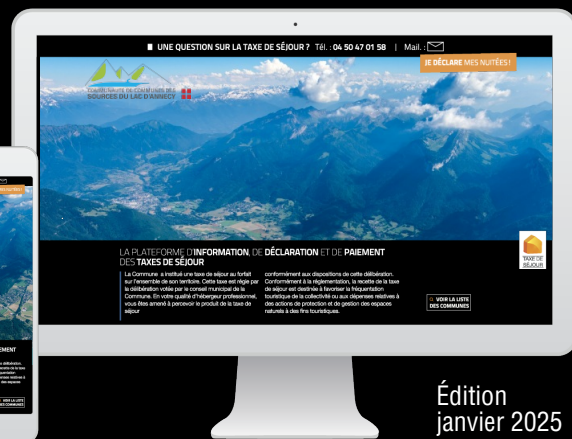 UNE QUESTION SUR LA TAXE DE SÉJOUR ? Tél. : 04 50 47 01 58 | Mail. :
JE DÉCLARE MES NUITÉES !
COMMUNAUTÉ DE COMMUNES DES
SOURCES DU LAC D'ANNECY
LA PLATEFORME D'INFORMATION, DE DÉCLARATION ET DE PAIEMENT
DES TAXES DE SÉJOUR
La Commune a institué une taxe de séjour au forfait
sur l'ensemble de son territoire. Cette taxe est régie par
la délibération votée par le conseil municipal de la
Commune. En votre qualité d'hébergeur professionnel,
vous êtes amené à percevoir le produit de la taxe de
séjour
conformément aux dispositions de cette délibération.
Conformément à la réglementation, la recette de la taxe
de séjour est destinée à favoriser la fréquentation
touristique de la collectivité ou aux dépenses relatives à
des actions de protection et de gestion des espaces
naturels à des fins touristiques.
TAXE DE
SÉJOUR
VOIR LA LISTE
DES COMMUNES
Édition
janvier 2025